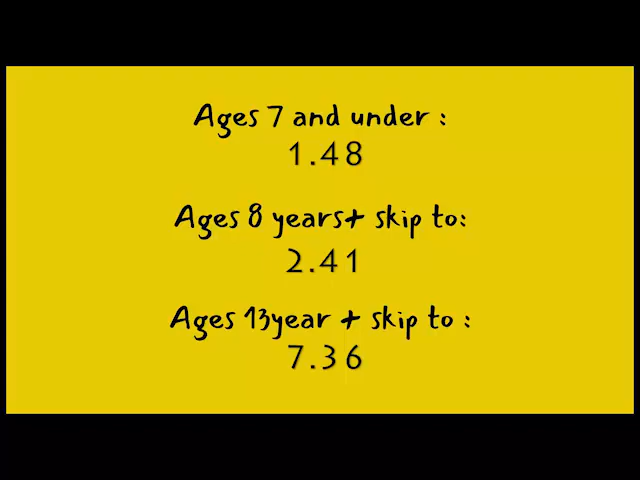 Ages 7 and under :
1.48
Ages 8 years+ skip to:
2.41
Ages 13year + skip to :
7.36